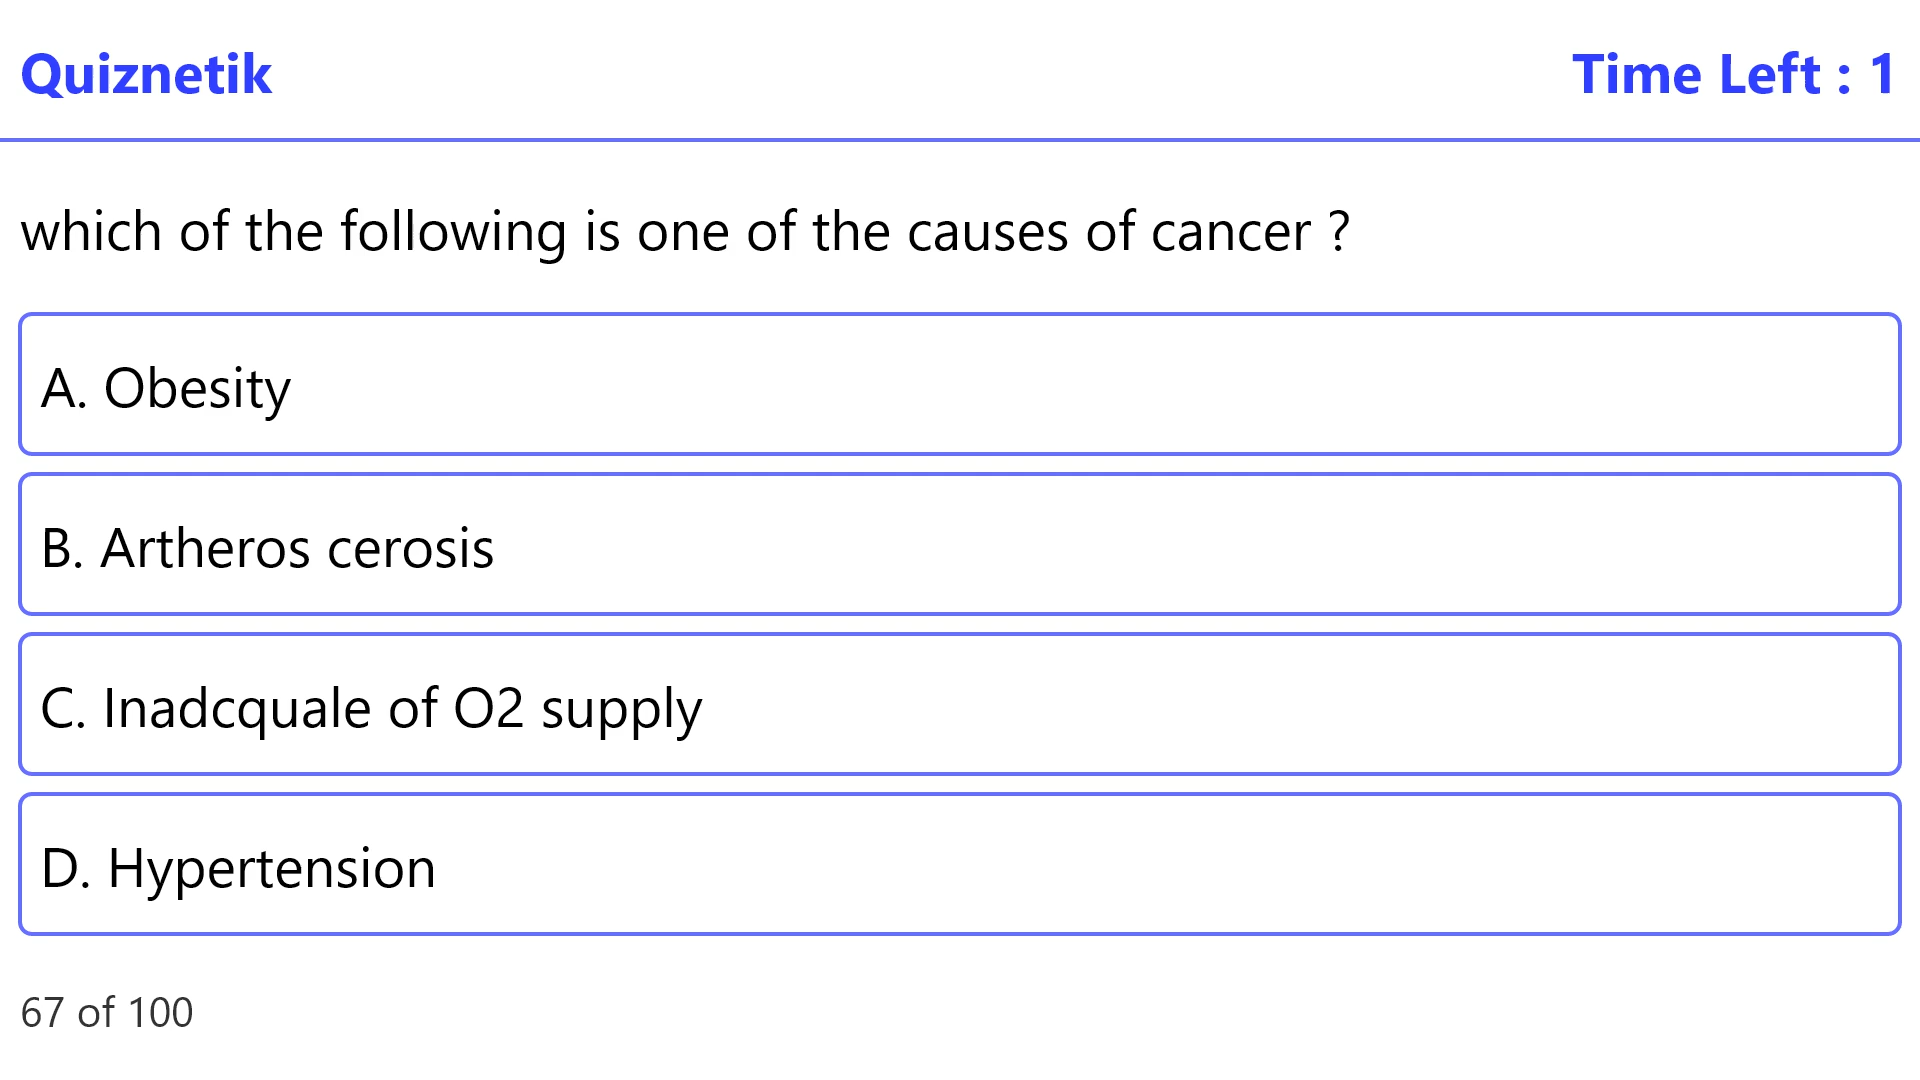 Quiznetik
Time Left : 1
which of the following is one of the causes of cancer ?
A. Obesity
B. Artheros cerosis
C. Inadcquale of O2 supply
D. Hypertension
67 of 100